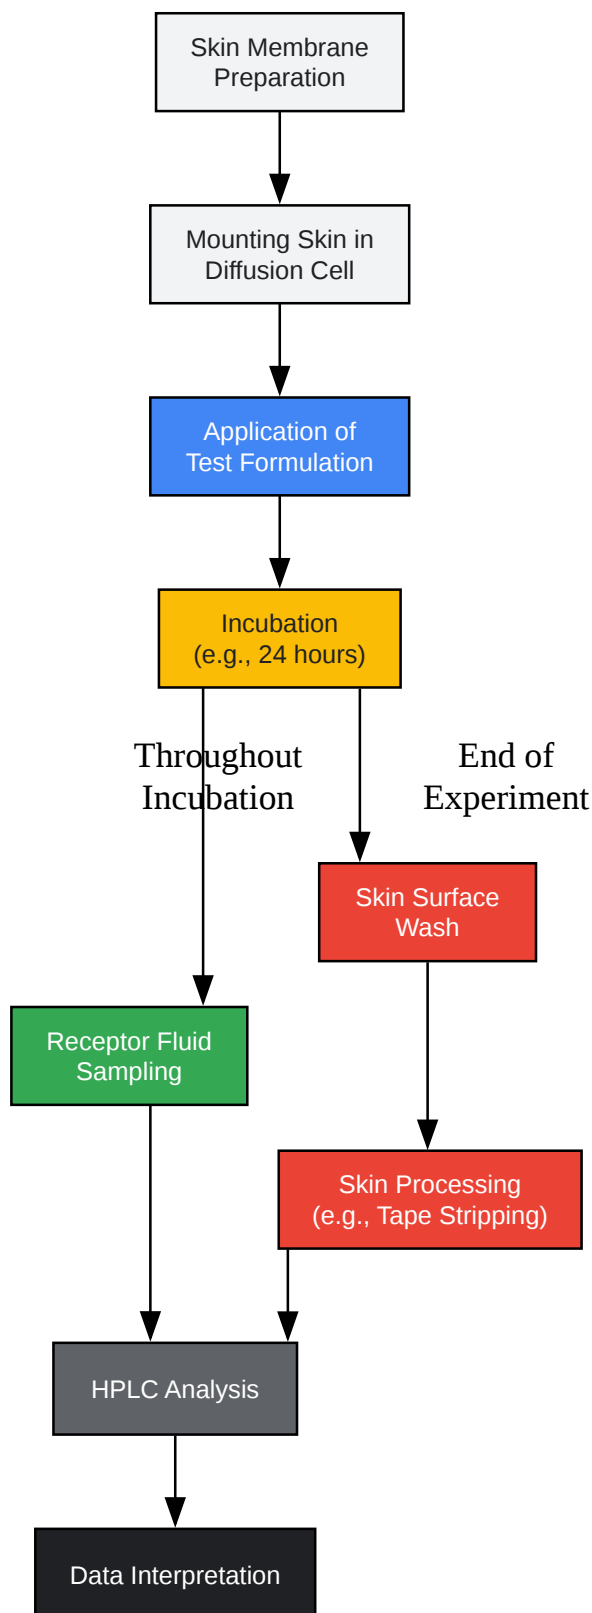 Skin Membrane
Preparation
Mounting Skin in
Diffusion Cell
Application of
Test Formulation
Incubation
(e.g., 24 hours)
Throughout
Incubation
End of
Experiment
Skin Surface
Wash
Receptor Fluid
Sampling
Skin Processing
(e.g., Tape Stripping)
HPLC Analysis
Data Interpretation